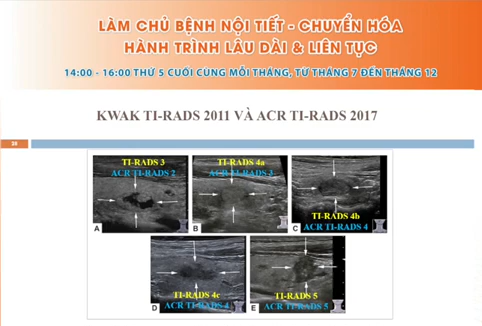 LÀM CHỦ BỆNH NỘI TIẾT - CHUYỂN HÓA
HÀNH TRÌNH LÂU DÀI & LIÊN TỤC
14:00 - 16:00 THỨ 5 CUỐI CÙNG MỖI THÁNG, TỪ THÁNG 7 ĐẾN THÁNG 12
KWAK TI-RADS 2011 VÀ ACR TI-RADS 2017
20
TI-RADS 3
ACR TI-RADS 2
A
TI-RADS 4a
ACR TI-RADS 3
B
TI-RADS 4b
ACR TI-RADS 4
C
TI-RADS 4c
ACR TI-RADS 4
D
TI-RADS 5
ACR TI-RADS 5
E